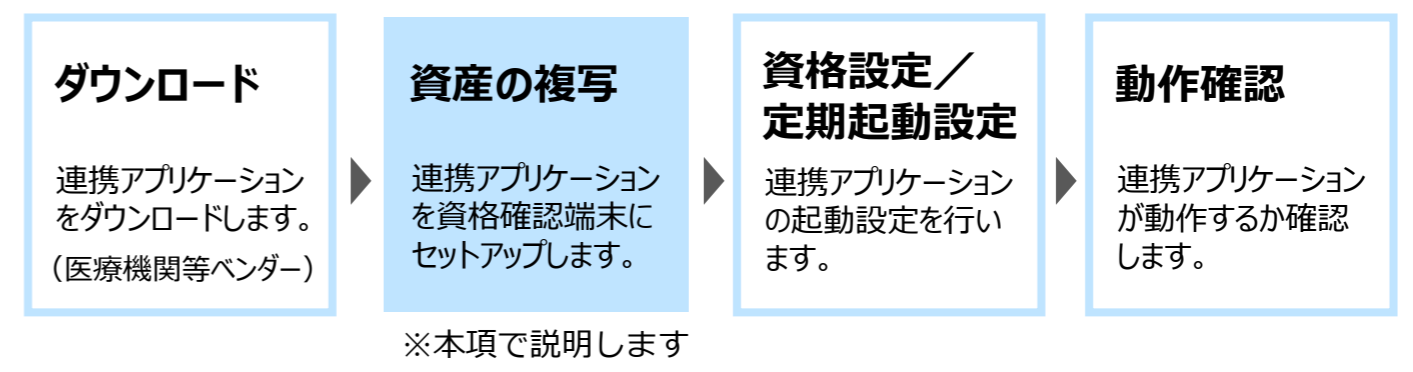 ダウンロード
連携アプリケーション
をダウンロードします。
（医療機関等ベンダー）
資産の複写
連携アプリケーション
を資格確認端末に
セットアップします。
※本項で説明します
資格設定／
定期起動設定
連携アプリケーション
の起動設定を行い
ます。
動作確認
連携アプリケーション
が動作するか確認
します。